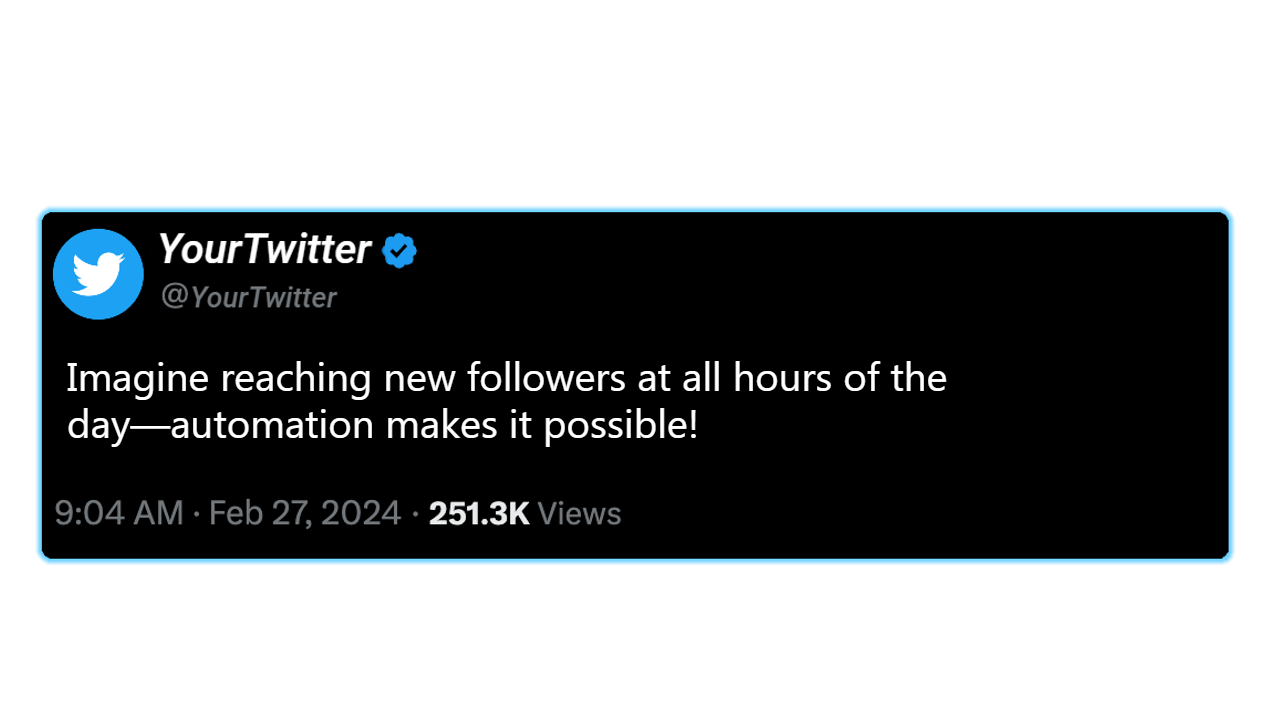 YourTwitter
@YourTwitter
Imagine reaching new followers at all hours of the
day—automation makes it possible!
9:04 AM · Feb 27, 2024 · 251.3K Views